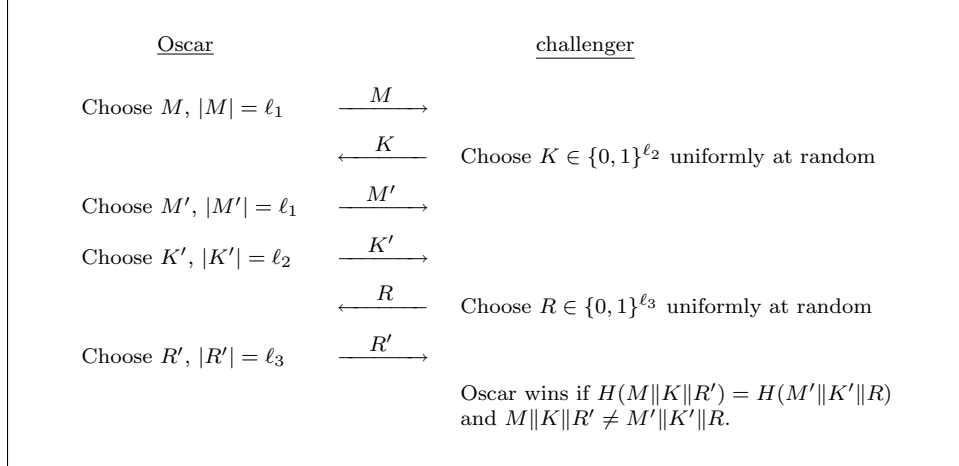 Oscar challenger
Choose M, |M| = ℓ₁ M
K Choose K ∈ {0, 1}^ℓ₂ uniformly at random
Choose M′, |M′| = ℓ₁ M′
Choose K′, |K′| = ℓ₂ K′
R Choose R ∈ {0, 1}^ℓ₃ uniformly at random
Choose R′, |R′| = ℓ₃ R′
Oscar wins if H(M‖K‖R′) = H(M′‖K′‖R)
and M‖K‖R′ ≠ M′‖K′‖R.